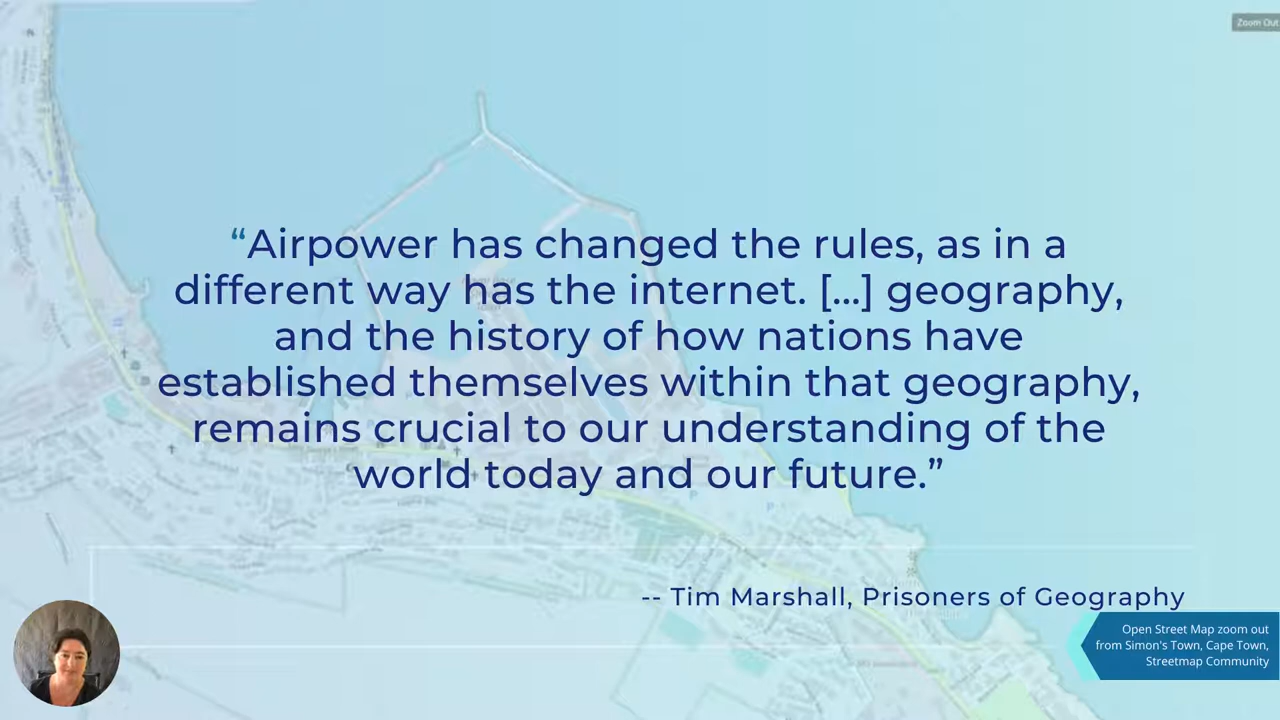 Zoom Out
“Airpower has changed the rules, as in a
different way has the internet. [...] geography,
and the history of how nations have
established themselves within that geography,
remains crucial to our understanding of the
world today and our future.”
-- Tim Marshall, Prisoners of Geography
Open Street Map zoom out
from Simon's Town, Cape Town,
Streetmap Community